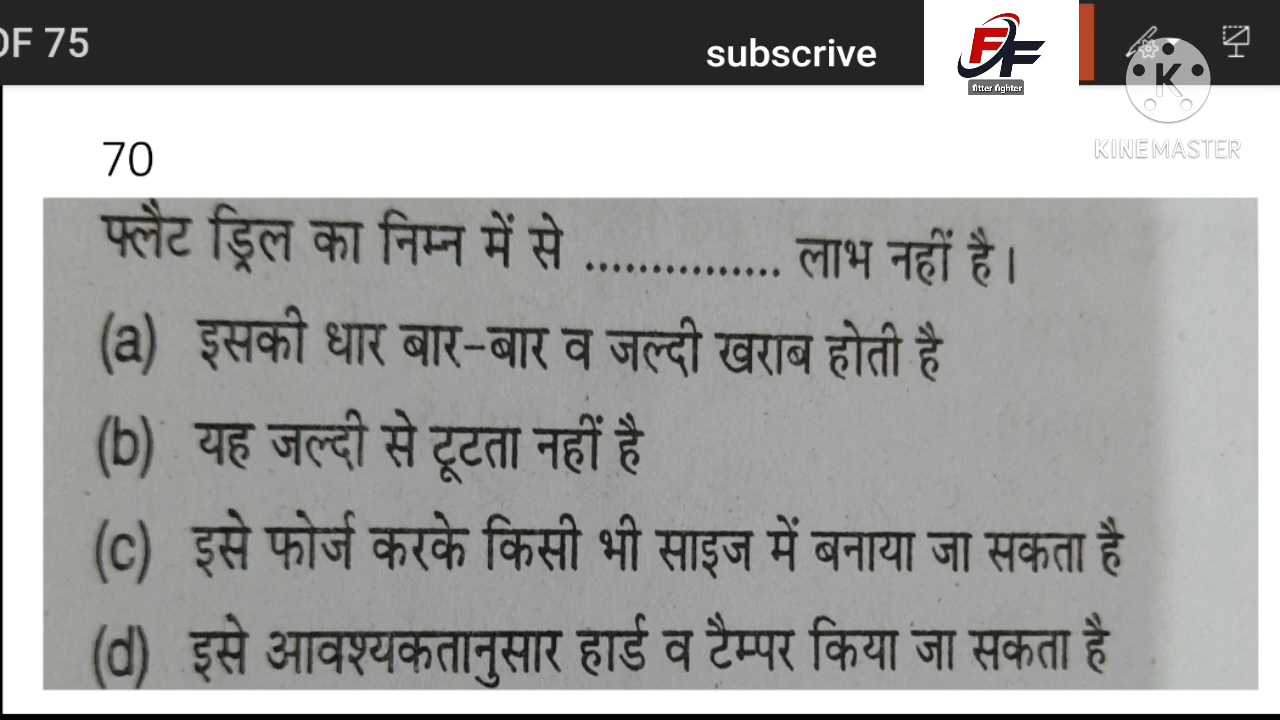 OF 75
subscrive
FF
fitter fighter
K
KINEMASTER
70
फ्लैट ड्रिल का निम्न में से ............... लाभ नहीं है।
(a) इसकी धार बार-बार व जल्दी खराब होती है
(b) यह जल्दी से टूटता नहीं है
(c) इसे फोर्ज करके किसी भी साइज में बनाया जा सकता है
(d) इसे आवश्यकतानुसार हार्ड व टैम्पर किया जा सकता है